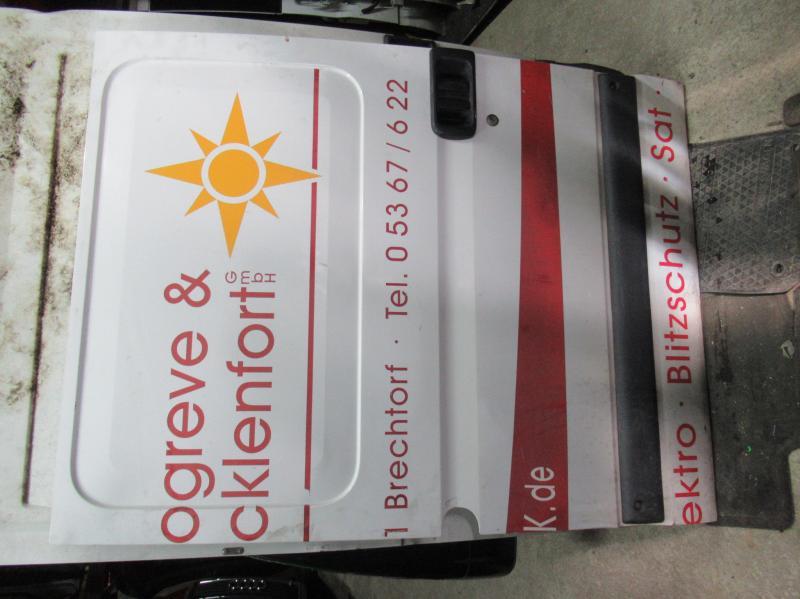 ogreve &
cklenfort GmbH
1 Brechtorf · Tel. 0 53 67 / 6 22
K.de
ektro · Blitzschutz · Sat ·